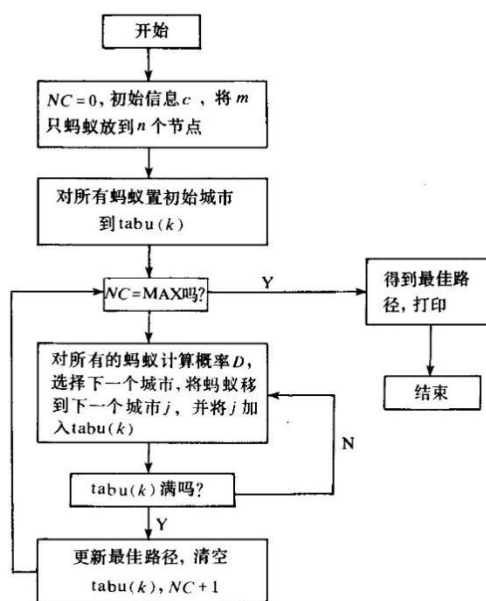 开始
NC=0,初始信息c,将m
只蚂蚁放到n个节点
对所有蚂蚁置初始城市
到tabu(k)
NC=MAX吗?
Y
得到最佳路
径,打印
结束
对所有的蚂蚁计算概率D,
选择下一个城市,将蚂蚁移
到下一个城市j,并将j加
入tabu(k)
N
tabu(k)满吗?
Y
更新最佳路径,清空
tabu(k),NC+1